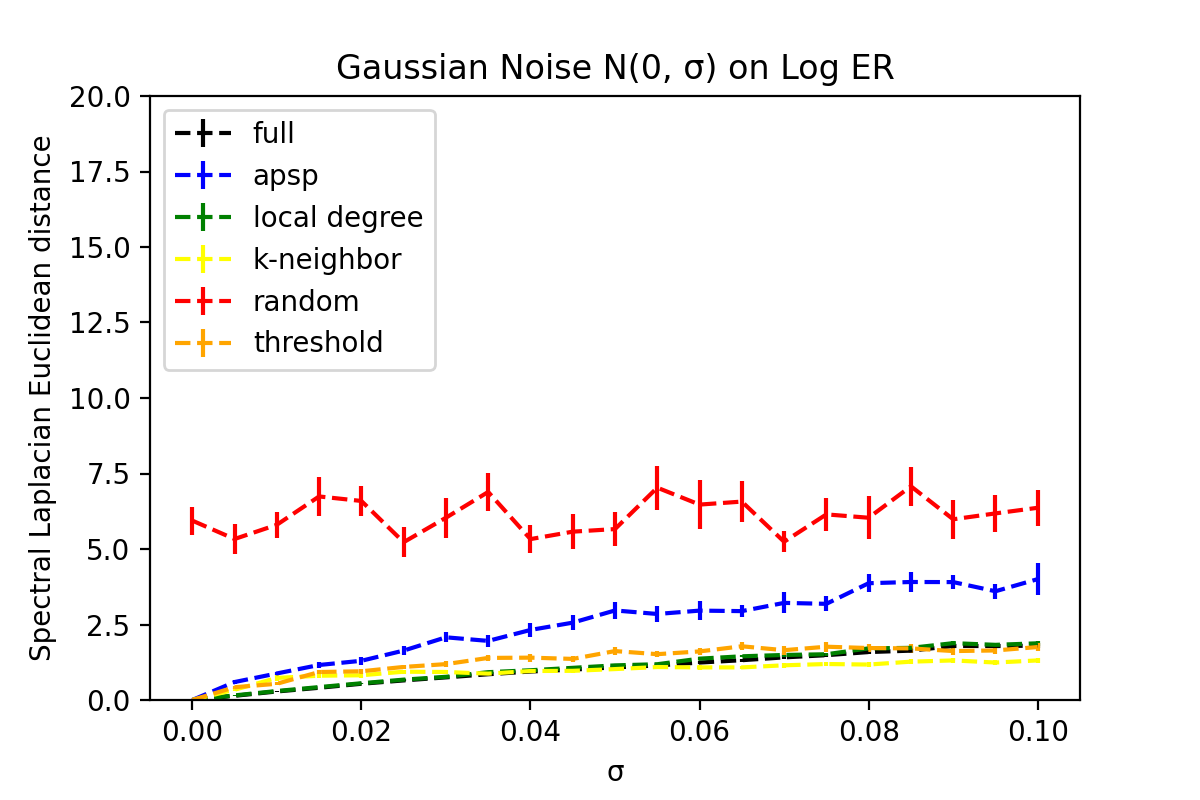 Gaussian Noise N(0, σ) on Log ER
Spectral Laplacian Euclidean distance
20.0
17.5
15.0
12.5
10.0
7.5
5.0
2.5
0.0
full
apsp
local degree
k-neighbor
random
threshold
0.00 0.02 0.04 0.06 0.08 0.10
σ